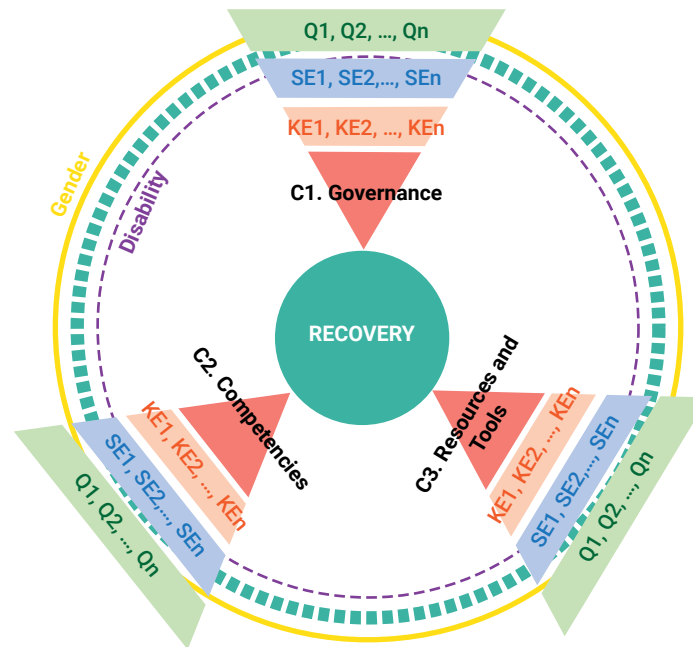 Q1, Q2, ..., Qn
SE1, SE2,..., SEn
KE1, KE2, ..., KEn
C1. Governance
Gender
Disability
RECOVERY
C2. Competencies
KE1, KE2, ..., KEn
SE1, SE2,..., SEn
Q1, Q2, ..., Qn
C3. Resources and
Tools
KE1, KE2, ..., KEn
SE1, SE2,..., SEn
Q1, Q2, ..., Qn